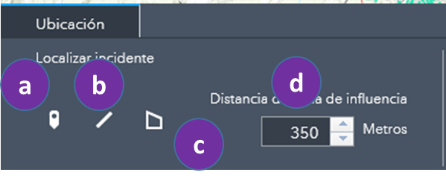 Ubicación
Localizar incidente
a
b
d
Distancia de influencia
350 Metros
c